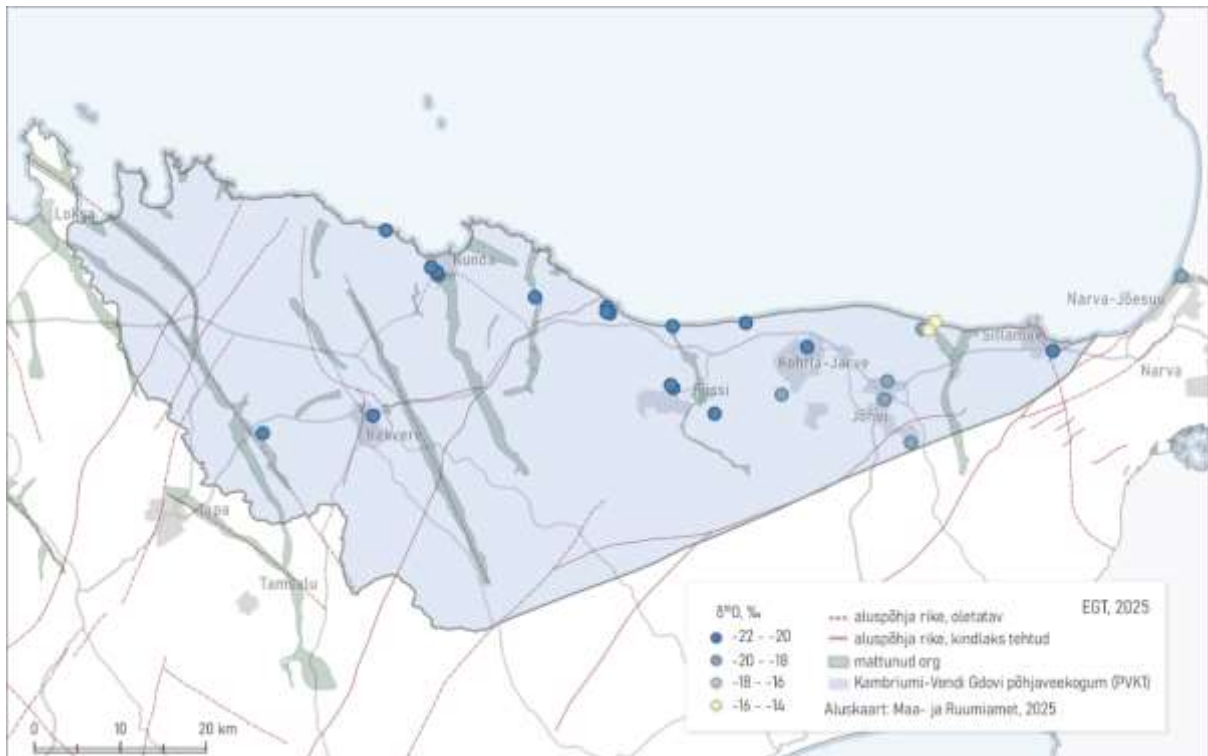 Loksa
Kunda
Narva-Jõesuu
Sillamäe
Kohtla-Järve
Narva
Püssi
Jõhvi
Rakvere
Tapa
Tamsalu
δ¹⁸O, ‰
-22 - -20
-20 - -18
-18 - -16
-16 - -14
aluspõhja rike, oletatav
aluspõhja rike, kindlaks tehtud
mattunud org
Kambriumi-Vendi Gdovi põhjaveekogum (PVK1)
EGT, 2025
Aluskaart: Maa- ja Ruumiamet, 2025
0 10 20 km